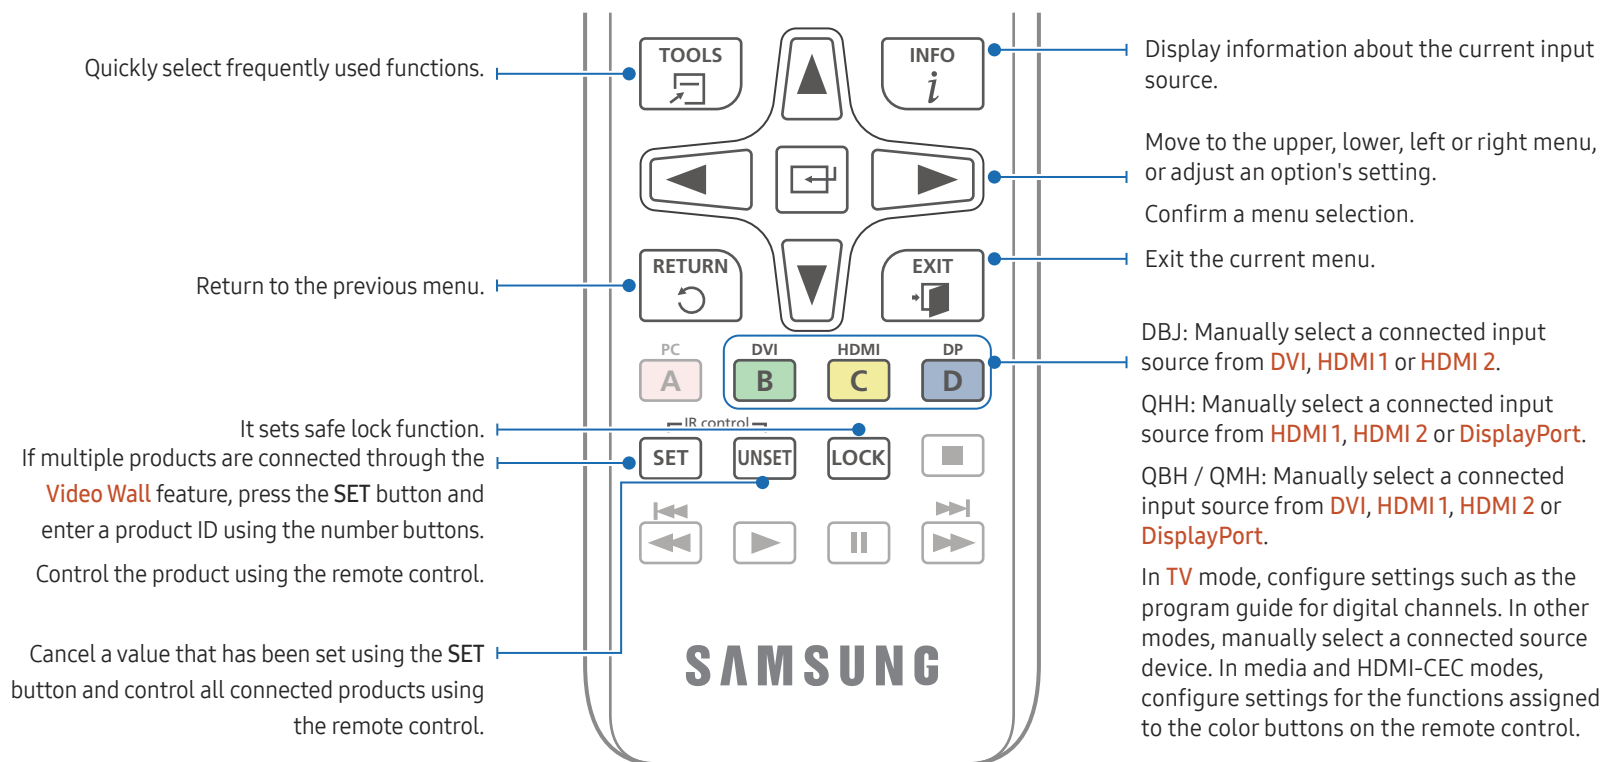 TOOLS
INFO
i
Quickly select frequently used functions.
Display information about the current input
source.
Move to the upper, lower, left or right menu,
or adjust an option's setting.
Confirm a menu selection.
RETURN
EXIT
Return to the previous menu.
Exit the current menu.
PC
DVI
HDMI
DP
A
B
C
D
DBJ: Manually select a connected input
source from DVI, HDMI 1 or HDMI 2.
QHH: Manually select a connected input
source from HDMI 1, HDMI 2 or DisplayPort.
QBH / QMH: Manually select a connected
input source from DVI, HDMI 1, HDMI 2 or
DisplayPort.
In TV mode, configure settings such as the
program guide for digital channels. In other
modes, manually select a connected source
device. In media and HDMI-CEC modes,
configure settings for the functions assigned
to the color buttons on the remote control.
IR control
SET
UNSET
LOCK
It sets safe lock function.
If multiple products are connected through the
Video Wall feature, press the SET button and
enter a product ID using the number buttons.
Control the product using the remote control.
Cancel a value that has been set using the SET
button and control all connected products using
the remote control.
SAMSUNG